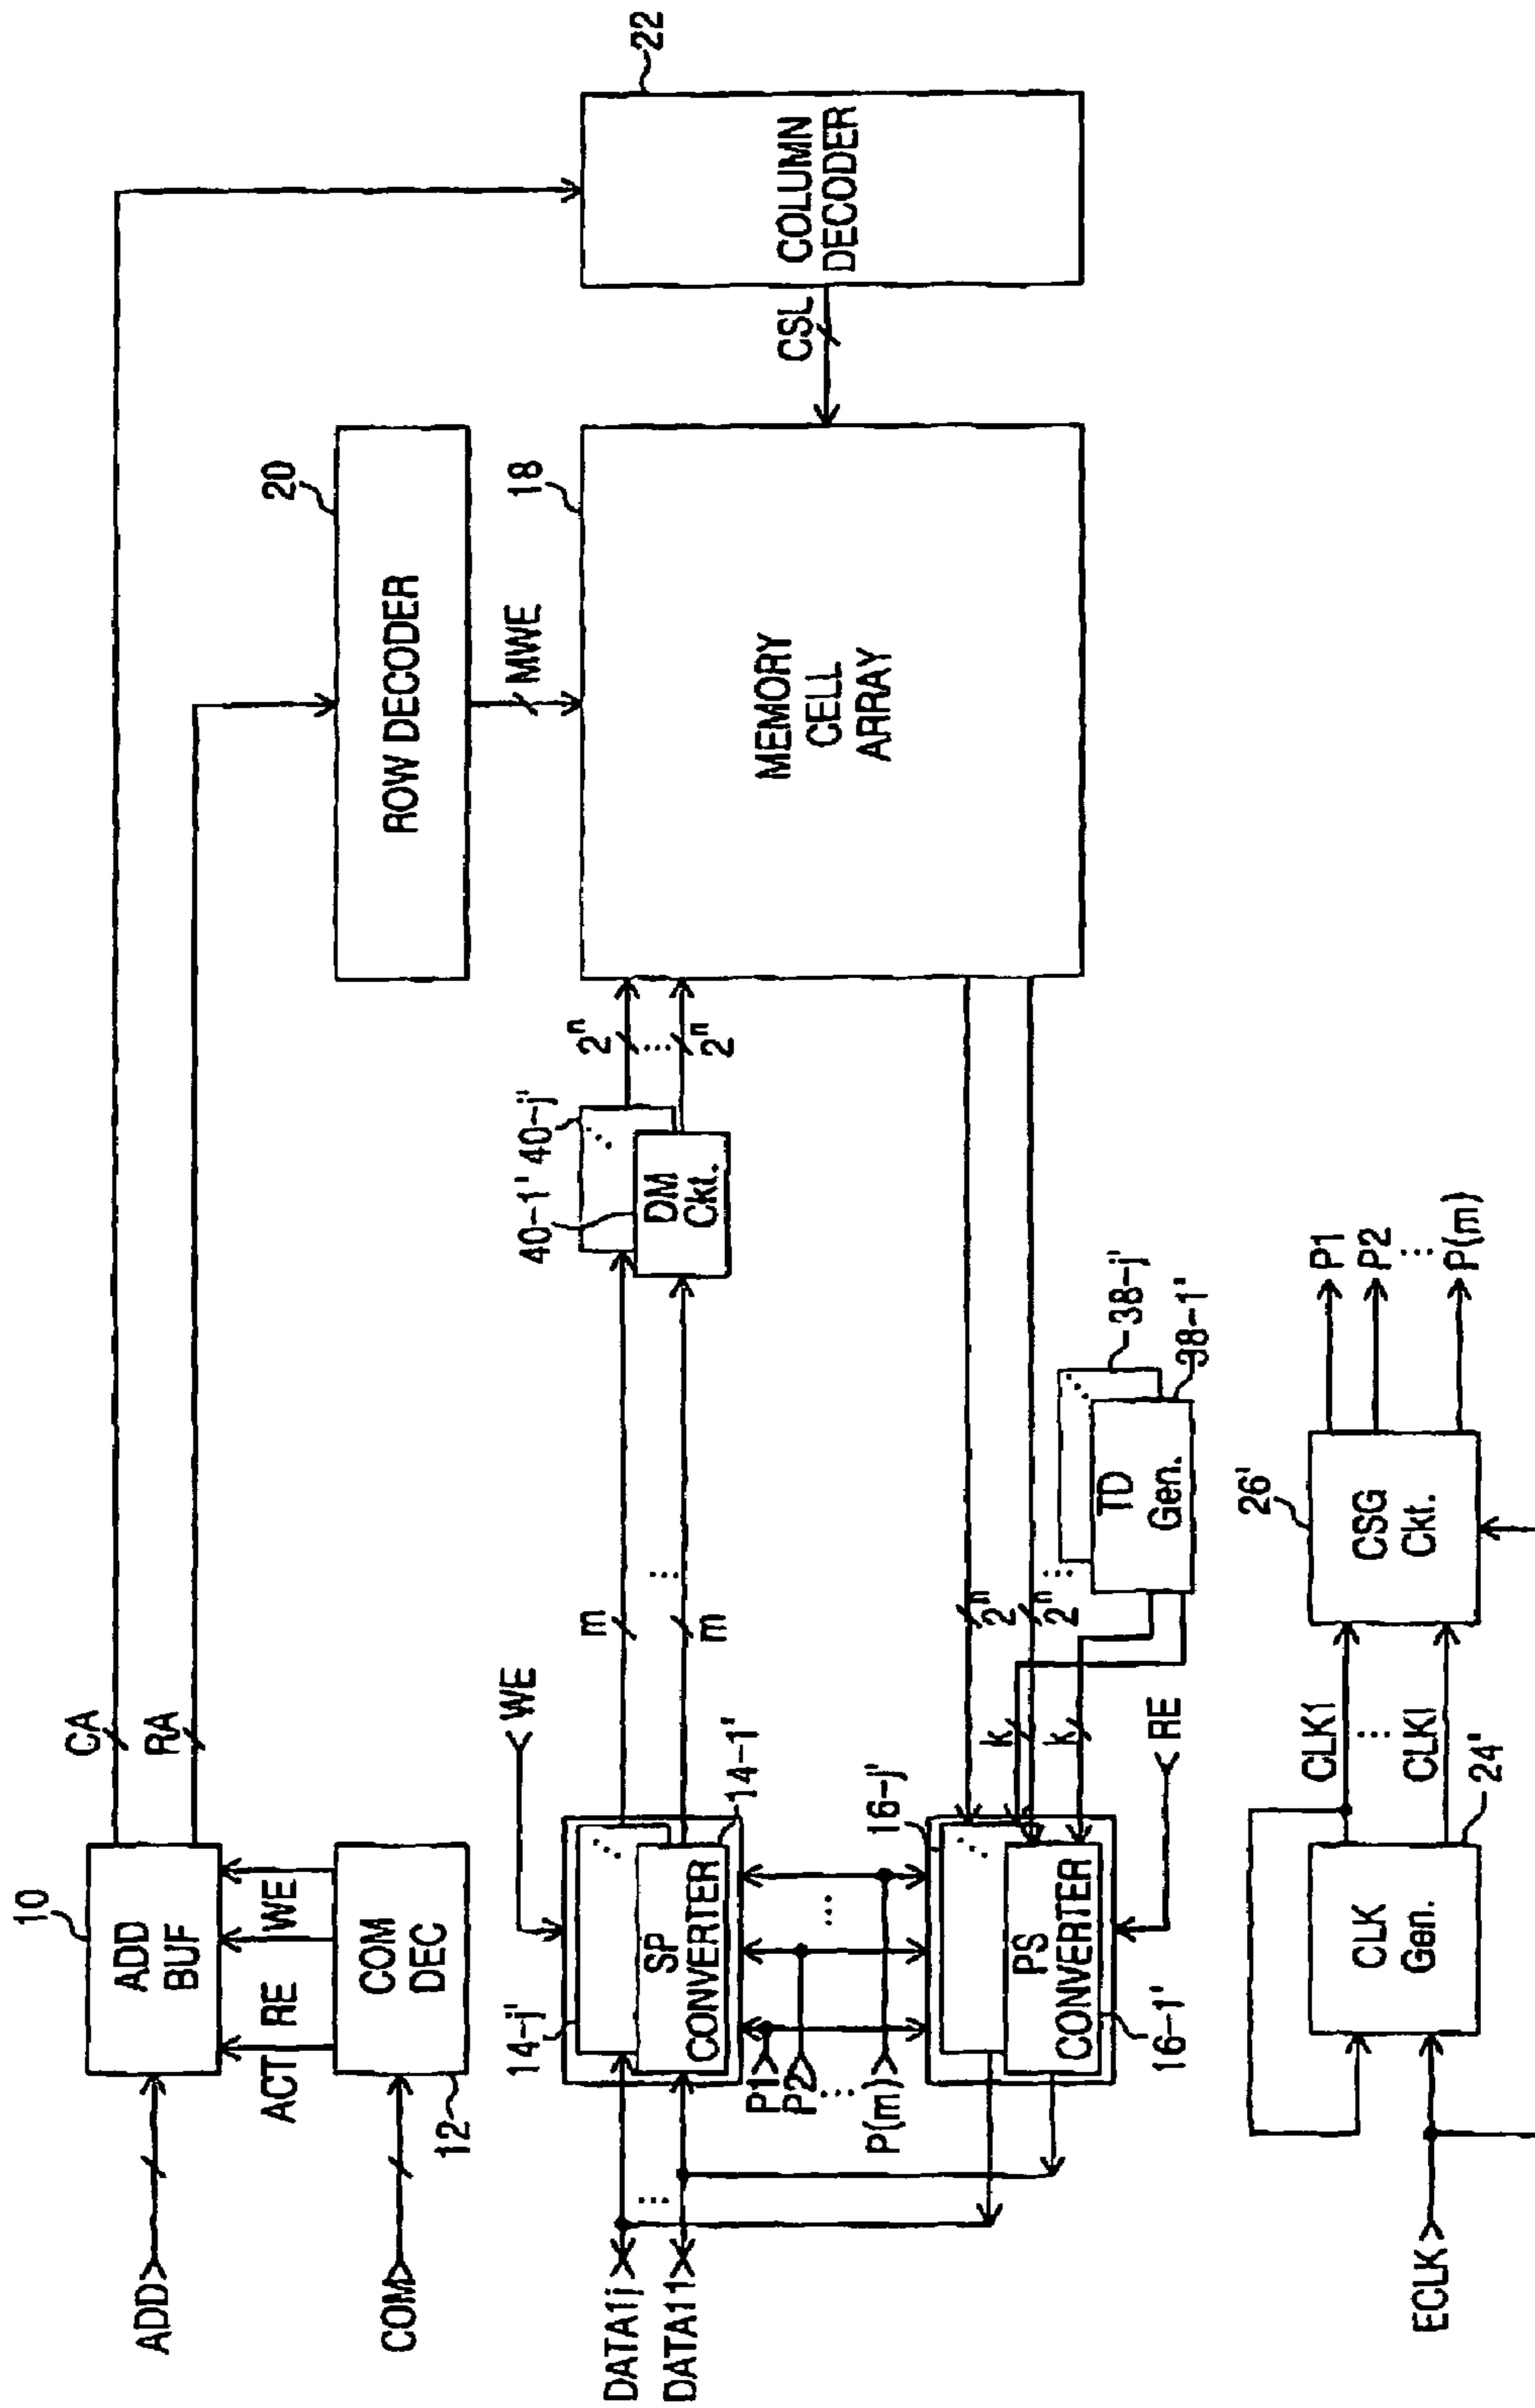 ADD
10
ADD
BUF
CA
RA
ACT
RE
WE
COM
12
COM
DEC
20
ROW DECODER
MWE
22
COLUMN
DECODER
CSL
18
MEMORY
CELL
ARRAY
DATA1j
DATA11
14-j'
SP
CONVERTER
14-1'
WE
m
m
40-1'
40-j'
DM
Ckt.
2ⁿ
2ⁿ
P1
P2
P(m)
16-j'
PS
CONVERTER
16-1'
RE
k
k
2ⁿ
2ⁿ
TD
Gen.
38-j'
38-1'
ECLK
CLK
Gen.
24'
CLK1
CLKi
26'
CSG
Ckt.
P1
P2
P(m)